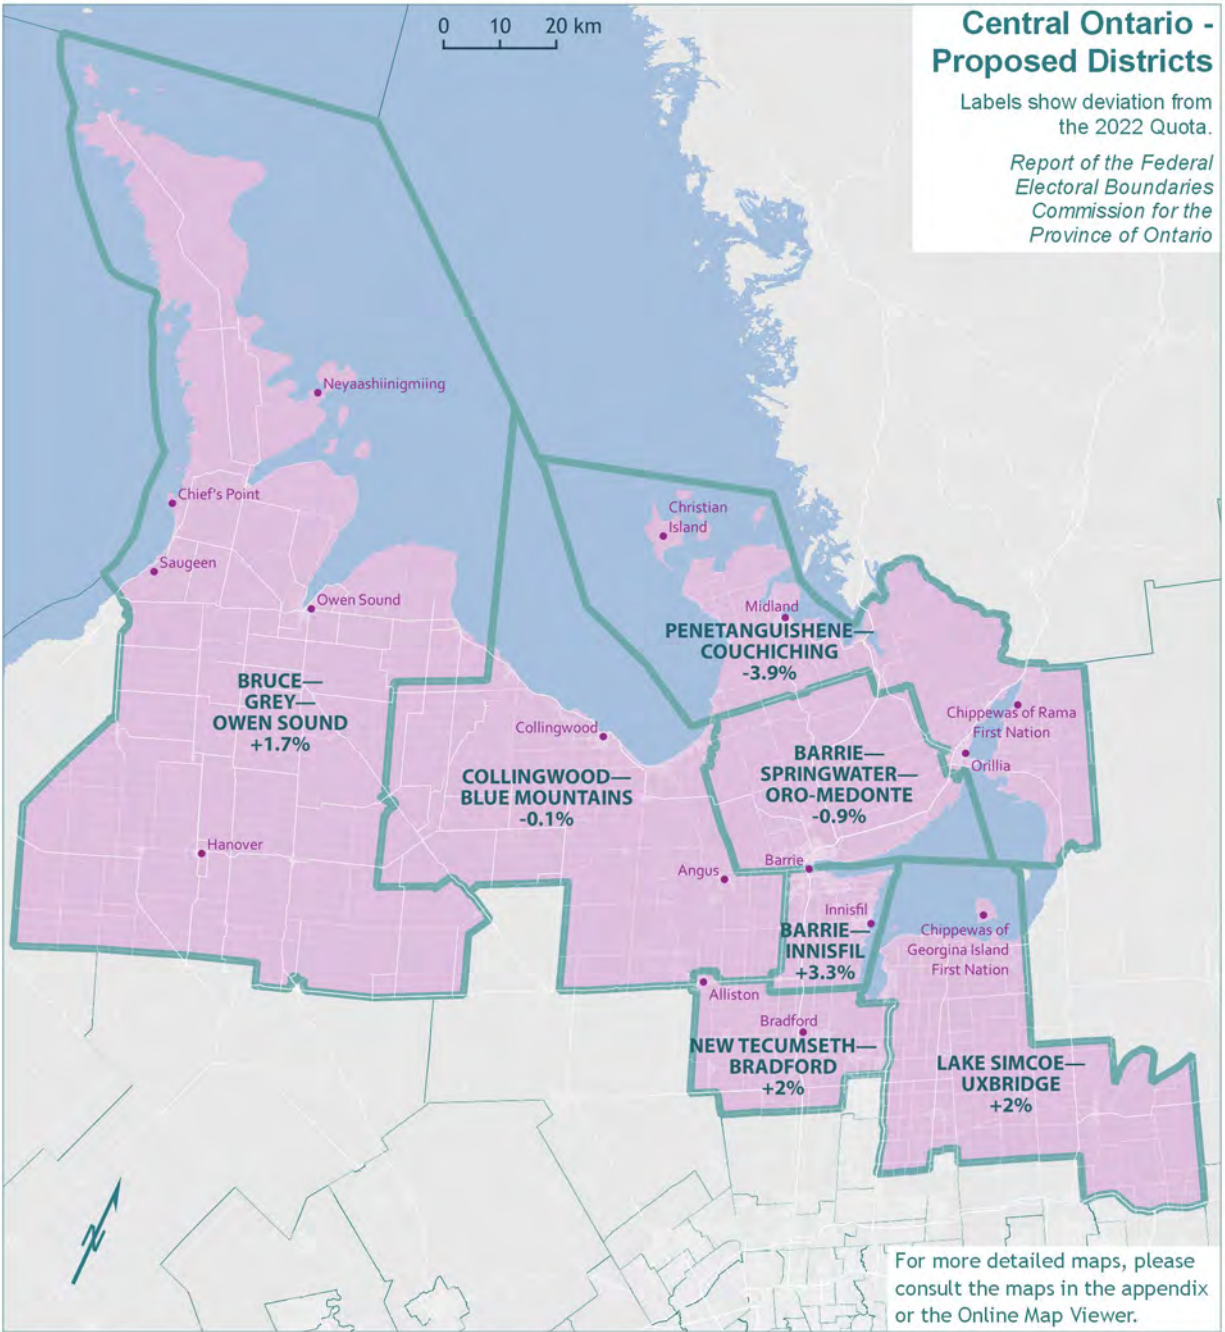 0 10 20 km
Central Ontario -
Proposed Districts
Labels show deviation from
the 2022 Quota.
Report of the Federal
Electoral Boundaries
Commission for the
Province of Ontario
Neyaashiinigmiing
Chief's Point
Saugeen
Owen Sound
BRUCE—
GREY—
OWEN SOUND
+1.7%
Hanover
Christian
Island
Midland
PENETANGUISHENE—
COUCHICHING
-3.9%
Chippewas of Rama
First Nation
Orillia
Collingwood
COLLINGWOOD—
BLUE MOUNTAINS
-0.1%
BARRIE—
SPRINGWATER—
ORO-MEDONTE
-0.9%
Angus
Barrie
Innisfil
BARRIE—
INNISFIL
+3.3%
Chippewas of
Georgina Island
First Nation
Alliston
Bradford
NEW TECUMSETH—
BRADFORD
+2%
LAKE SIMCOE—
UXBRIDGE
+2%
N
For more detailed maps, please
consult the maps in the appendix
or the Online Map Viewer.